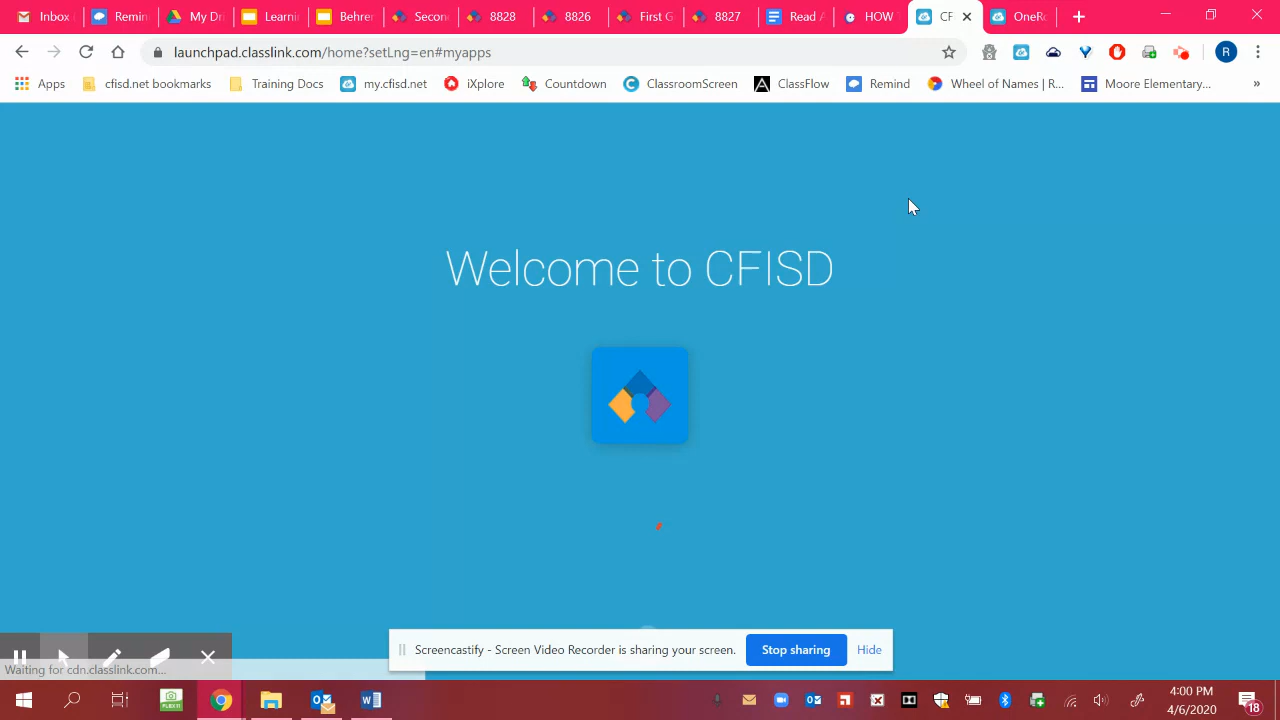 Inbox
Remin
My Dri
Learni
Behrer
Secon
8828
8826
First G
8827
Read A
HOW
CF
OneRo
launchpad.classlink.com/home?setLng=en#myapps
R
Apps
cfisd.net bookmarks
Training Docs
my.cfisd.net
iXplore
Countdown
ClassroomScreen
ClassFlow
Remind
Wheel of Names | R...
Moore Elementary...
»
Welcome to CFISD
Screencastify - Screen Video Recorder is sharing your screen.
Stop sharing
Hide
Waiting for cdn.classlink.com...
4:00 PM
4/6/2020
18